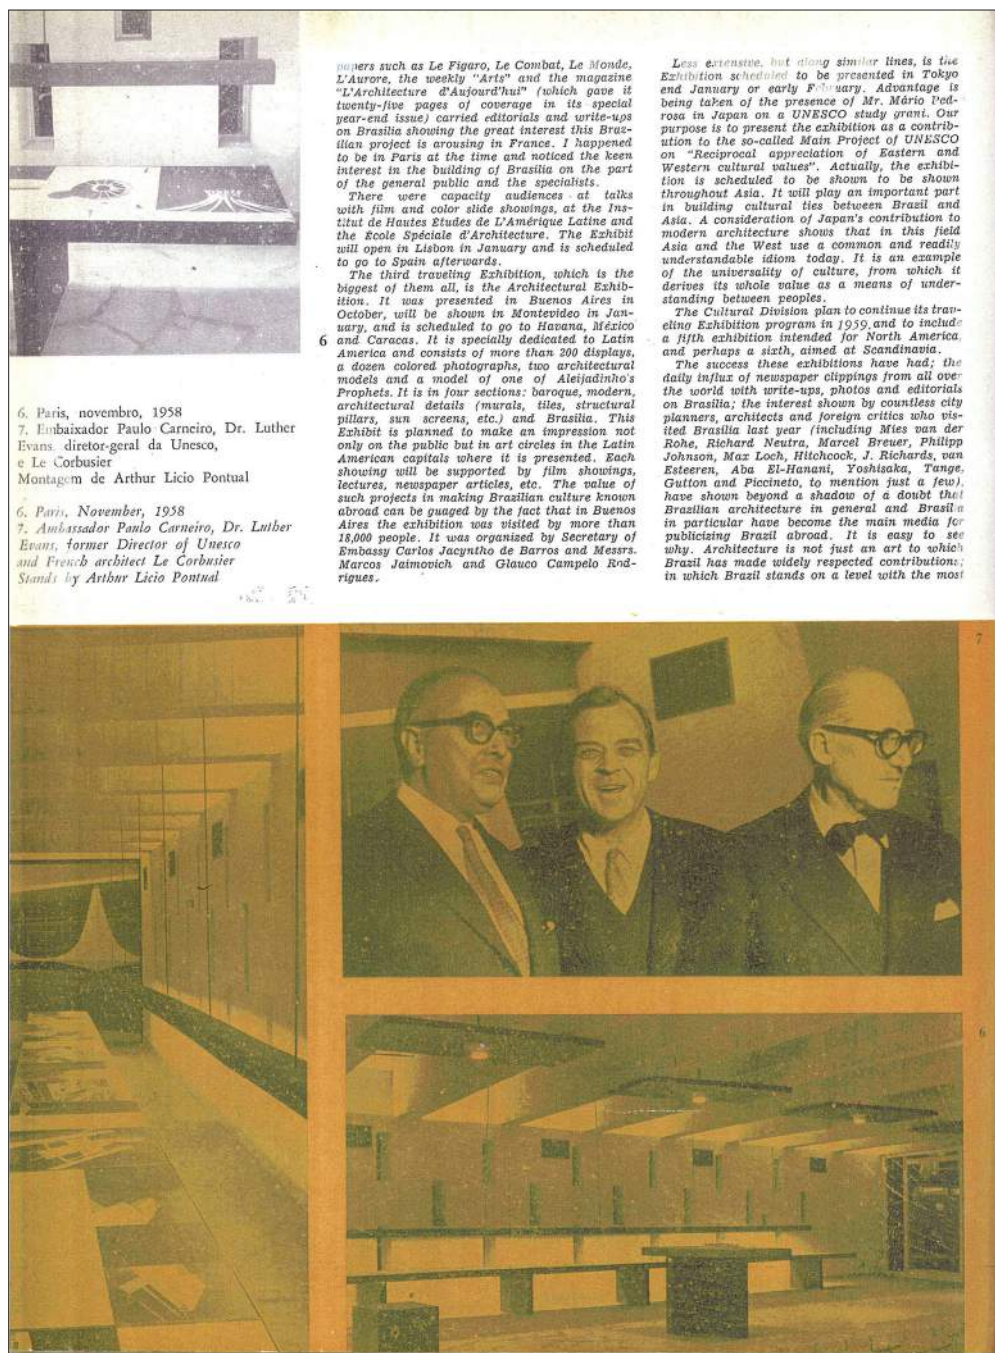 papers such as Le Figaro, Le Combat, Le Monde,
L'Aurore, the weekly "Arts" and the magazine
"L'Architecture d'Aujourd'hui" (which gave it
twenty-five pages of coverage in its special
year-end issue) carried editorials and write-ups
on Brasilia showing the great interest this Braz-
ilian project is arousing in France. I happened
to be in Paris at the time and noticed the keen
interest in the building of Brasilia on the part
of the general public and the specialists.
There were capacity audiences at talks
with film and color slide showings, at the Ins-
titut de Hautes Etudes de L'Amérique Latine and
the École Spéciale d'Architecture. The Exhibit
will open in Lisbon in January and is scheduled
to go to Spain afterwards.
The third traveling Exhibition, which is the
biggest of them all, is the Architectural Exhib-
ition. It was presented in Buenos Aires in
October, will be shown in Montevideo in Jan-
uary, and is scheduled to go to Havana, México
and Caracas. It is specially dedicated to Latin
America and consists of more than 200 displays,
a dozen colored photographs, two architectural
models and a model of one of Aleijadinho's
Prophets. It is in four sections: baroque, modern,
architectural details (murals, tiles, structural
pillars, sun screens, etc.) and Brasilia. This
Exhibit is planned to make an impression not
only on the public but in art circles in the Latin
American capitals where it is presented. Each
showing will be supported by film showings,
lectures, newspaper articles, etc. The value of
such projects in making Brazilian culture known
abroad can be guaged by the fact that in Buenos
Aires the exhibition was visited by more than
18,000 people. It was organized by Secretary of
Embassy Carlos Jacyntho de Barros and Messrs.
Marcos Jaimovich and Glauco Campelo Rod-
rigues.
Less extensive, but along similar lines, is the
Exhibition scheduled to be presented in Tokyo
end January or early February. Advantage is
being taken of the presence of Mr. Mário Ped-
rosa in Japan on a UNESCO study grant. Our
purpose is to present the exhibition as a contrib-
ution to the so-called Main Project of UNESCO
on "Reciprocal appreciation of Eastern and
Western cultural values". Actually, the exhibi-
tion is scheduled to be shown to be shown
throughout Asia. It will play an important part
in building cultural ties between Brazil and
Asia. A consideration of Japan's contribution to
modern architecture shows that in this field
Asia and the West use a common and readily
understandable idiom today. It is an example
of the universality of culture, from which it
derives its whole value as a means of under-
standing between peoples.
The Cultural Division plan to continue its trav-
eling Exhibition program in 1959 and to include
a fifth exhibition intended for North America,
and perhaps a sixth, aimed at Scandinavia.
The success these exhibitions have had; the
daily influx of newspaper clippings from all over
the world with write-ups, photos and editorials
on Brasilia; the interest shown by countless city
planners, architects and foreign critics who vis-
ited Brasilia last year (including Mies van der
Rohe, Richard Neutra, Marcel Breuer, Philipp
Johnson, Max Loch, Hitchcock, J. Richards, van
Esteeren, Aba El-Hanani, Yoshisaka, Tange,
Gutton and Piccineto, to mention just a few),
have shown beyond a shadow of a doubt that
Brazilian architecture in general and Brasilia
in particular have become the main media for
publicizing Brazil abroad. It is easy to see
why. Architecture is not just an art to which
Brazil has made widely respected contributions;
in which Brazil stands on a level with the most
6
6. Paris, novembro, 1958
7. Embaixador Paulo Carneiro, Dr. Luther
Evans, diretor-geral da Unesco,
e Le Corbusier
Montagem de Arthur Licio Pontual
6. Paris, November, 1958
7. Ambassador Paulo Carneiro, Dr. Luther
Evans, former Director of Unesco
and French architect Le Corbusier
Stands by Arthur Licio Pontual
7
6